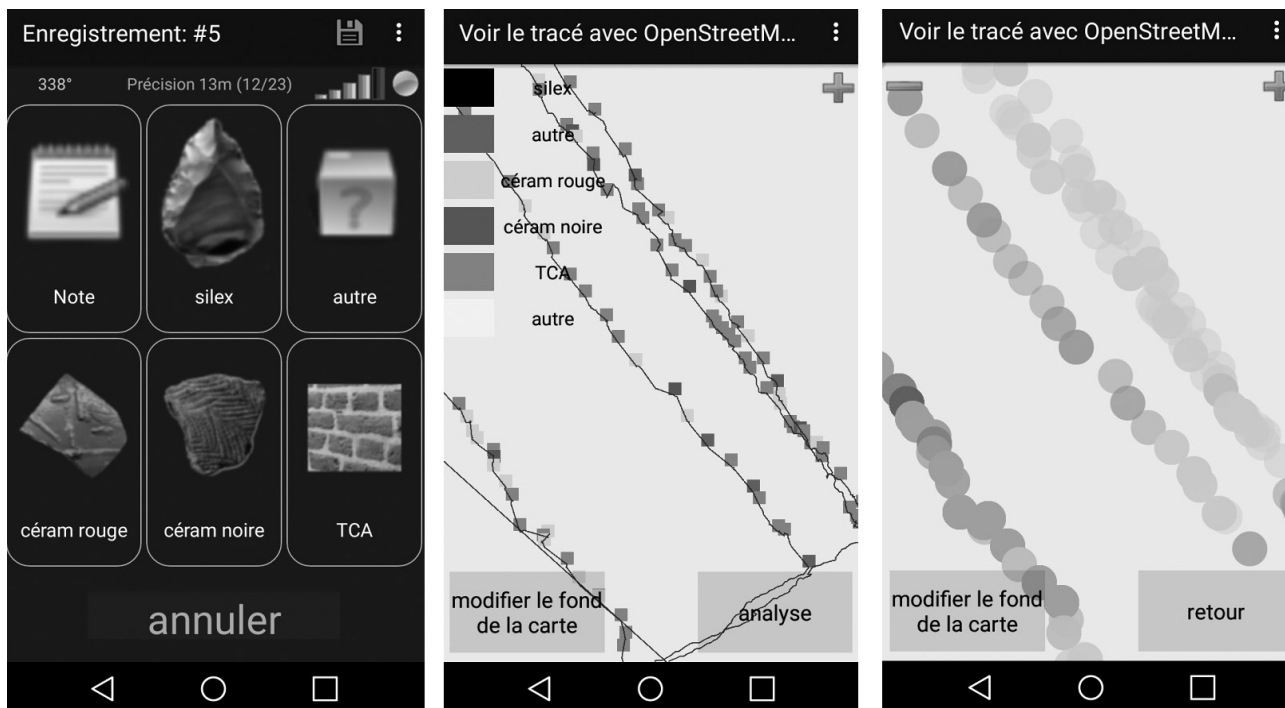 Enregistrement: #5
338° Précision 13m (12/23)
Note silex autre
?
céram rouge céram noire TCA
annuler
Voir le tracé avec OpenStreetM...
silex
autre
céram rouge
céram noire
TCA
autre
modifier le fond
de la carte
analyse
Voir le tracé avec OpenStreetM...
modifier le fond
de la carte
retour